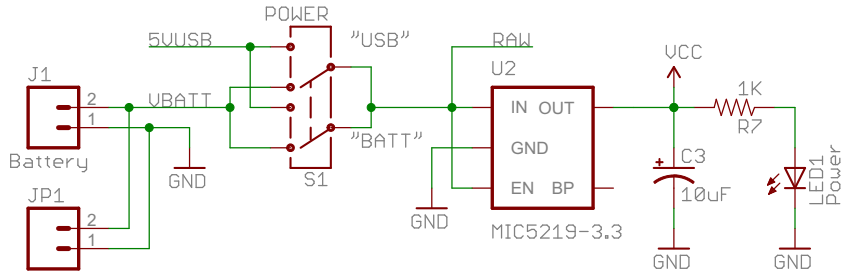 POWER
5VUSB
"USB"
RAW
VCC
J1
U2
1K
2
VBATT
IN OUT
R7
1
"BATT"
GND
C3
LED1
Power
Battery
GND
S1
EN BP
10uF
JP1
GND
2
MIC5219-3.3
1
GND
GND